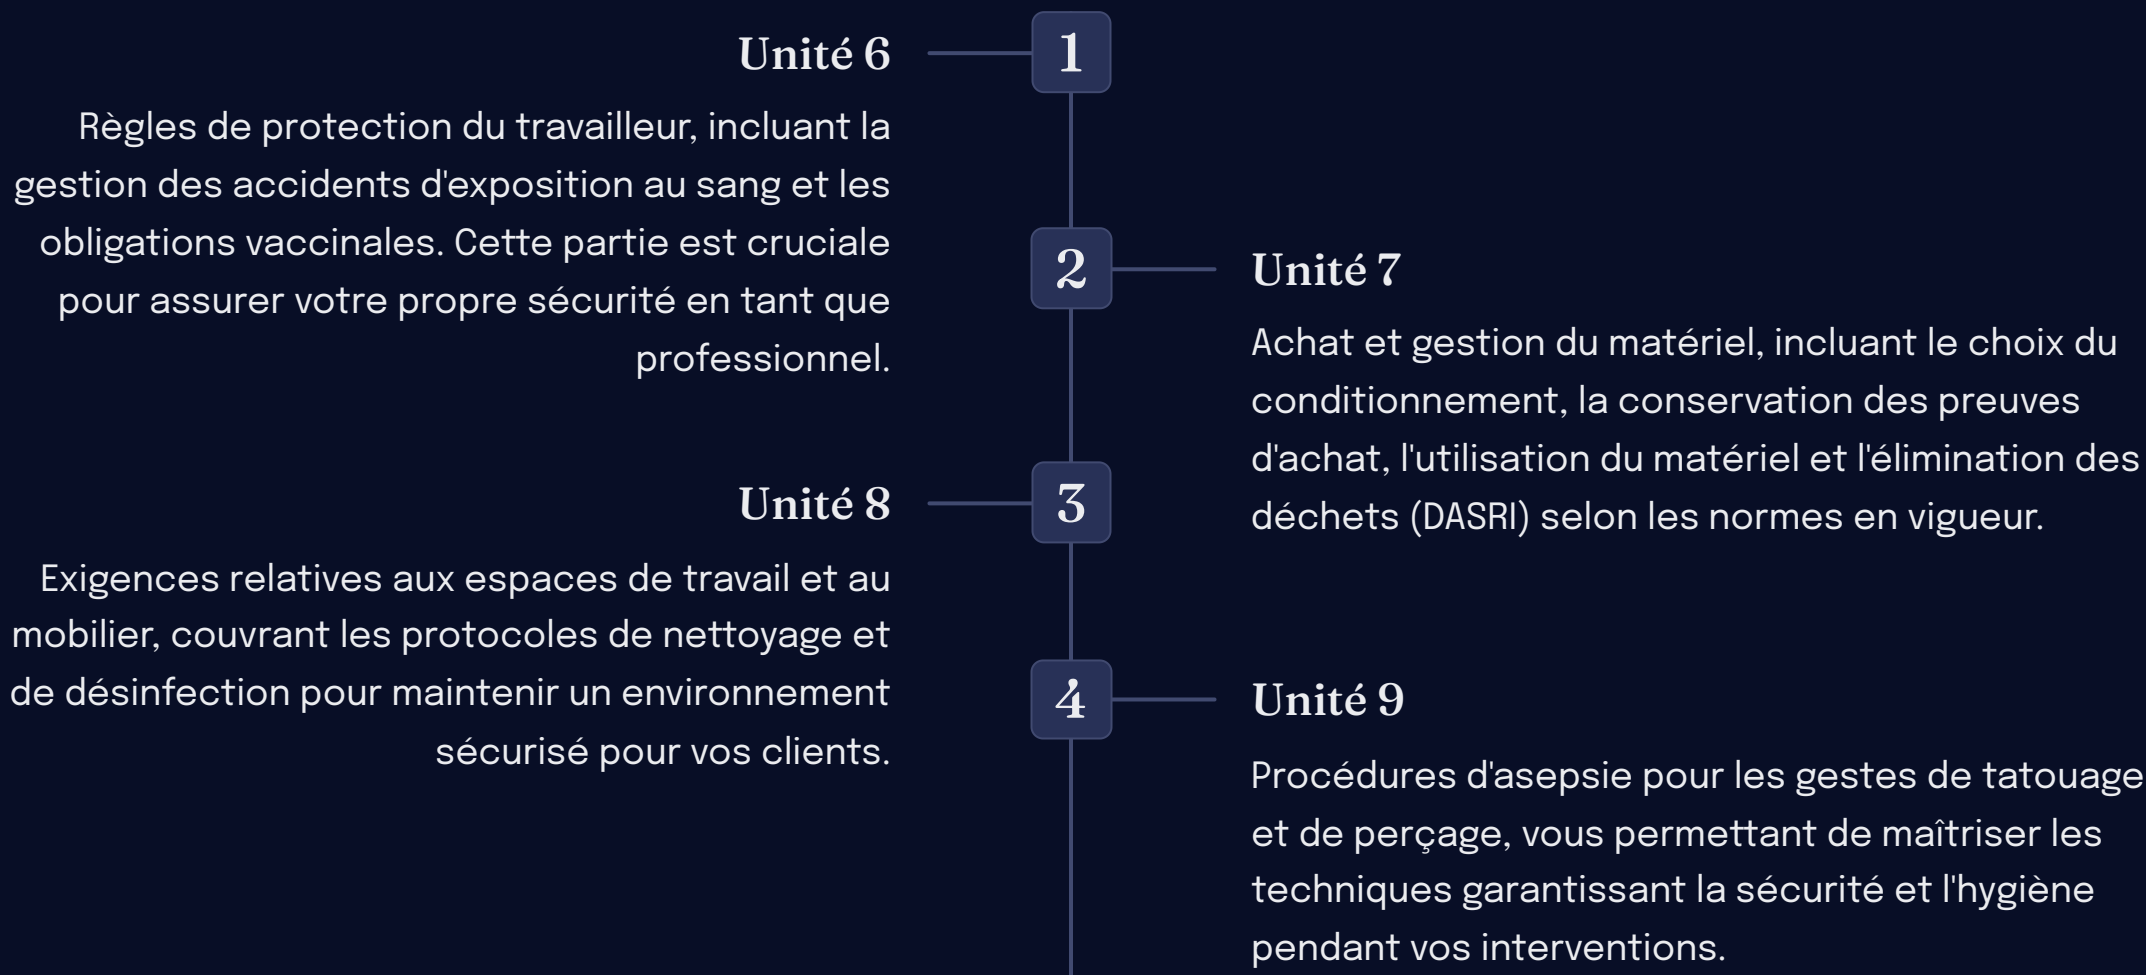 Unité 6
1
Règles de protection du travailleur, incluant la
gestion des accidents d'exposition au sang et les
obligations vaccinales. Cette partie est cruciale
pour assurer votre propre sécurité en tant que
professionnel.
2
Unité 7
Achat et gestion du matériel, incluant le choix du
conditionnement, la conservation des preuves
d'achat, l'utilisation du matériel et l'élimination des
déchets (DASRI) selon les normes en vigueur.
Unité 8
3
Exigences relatives aux espaces de travail et au
mobilier, couvrant les protocoles de nettoyage et
de désinfection pour maintenir un environnement
sécurisé pour vos clients.
4
Unité 9
Procédures d'asepsie pour les gestes de tatouage
et de perçage, vous permettant de maîtriser les
techniques garantissant la sécurité et l'hygiène
pendant vos interventions.